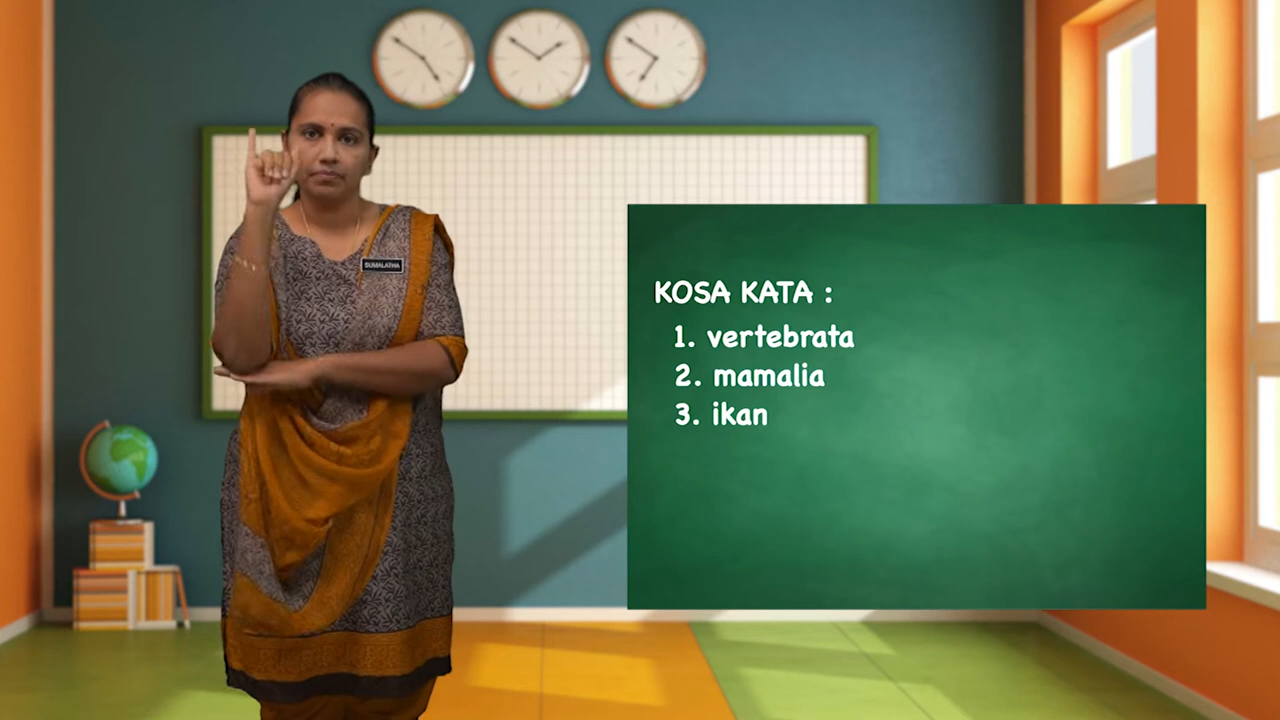 SUMALATHA
KOSA KATA :
1. vertebrata
2. mamalia
3. ikan